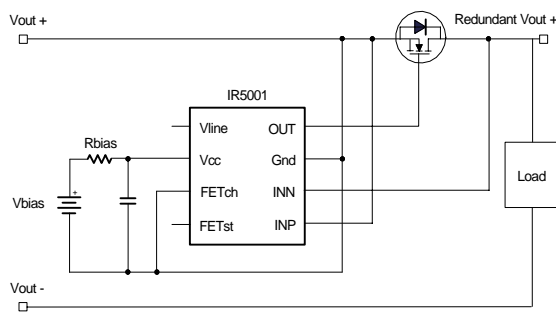 Vout +
Redundant Vout +
IR5001
Vline
OUT
Rbias
Vcc
Gnd
Vbias
+
FETch
INN
Load
FETst
INP
Vout -